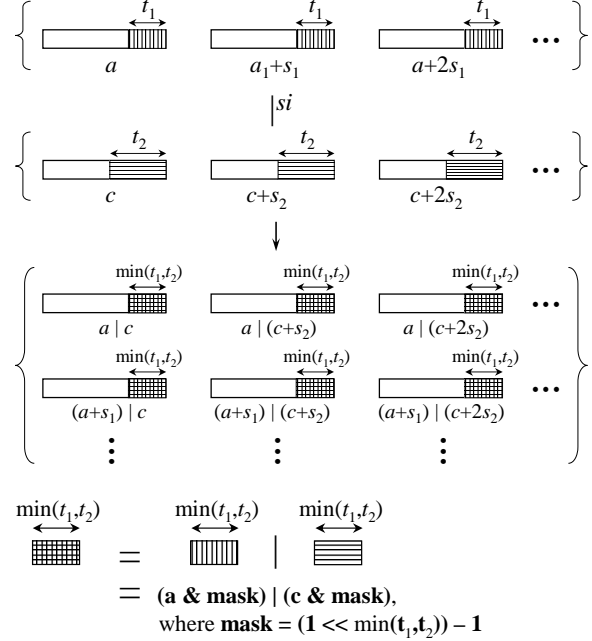 t₁ t₁ t₁
{ } ...
a a₁+s₁ a+2s₁
|si
t₂ t₂ t₂
{ } ...
c c+s₂ c+2s₂
min(t₁,t₂) min(t₁,t₂) min(t₁,t₂)
...
a | c a | (c+s₂) a | (c+2s₂)
min(t₁,t₂) min(t₁,t₂) min(t₁,t₂)
...
(a+s₁) | c (a+s₁) | (c+s₂) (a+s₁) | (c+2s₂)
⋮ ⋮ ⋮
min(t₁,t₂) min(t₁,t₂) min(t₁,t₂)
= |
= (a & mask) | (c & mask),
where mask = (1 << min(t₁,t₂)) – 1